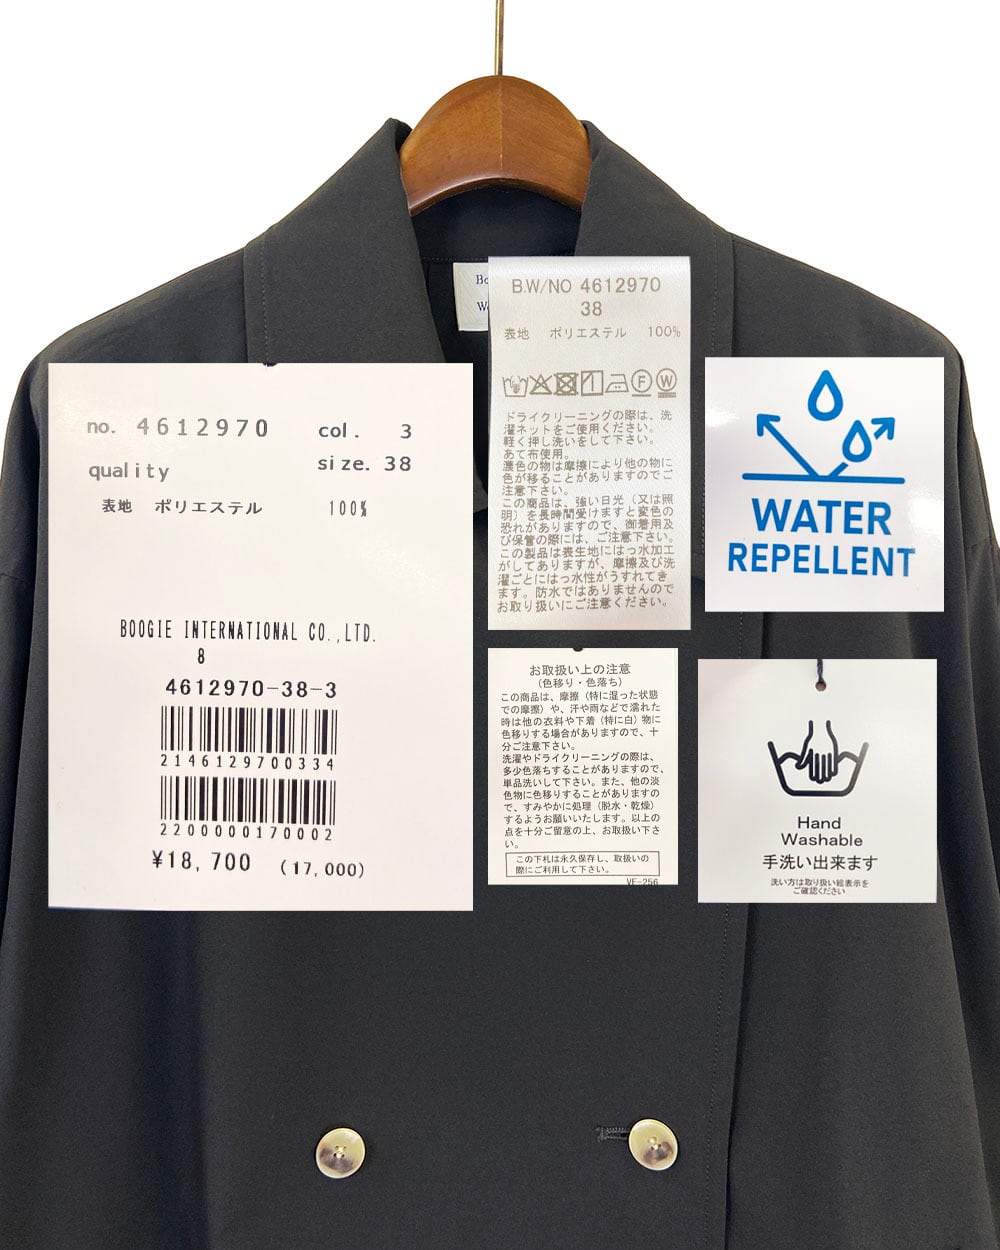 no. 4612970 col. 3
quality size. 38
表地 ポリエステル 100%
BOOGIE INTERNATIONAL CO.,LTD.
8
4612970-38-3
2146129700334
2200000170002
¥18,700 (17,000)
Bo
Wo
B.W/NO 4612970
38
表地 ポリエステル 100%
F W
ドライクリーニングの際は、洗
濯ネットをご使用ください。
軽く押し洗いをして下さい。
あて布使用。
濃色の物は摩擦により他の物に
色が移ることがありますのでご
注意下さい。
この商品は、強い日光（又は照
明）を長時間受けますと変色の
恐れがありますので、御着用及
び保管の際には、ご注意下さい。
この製品は表生地にはっ水加工
がしてありますが、摩擦及び洗
濯ごとにはっ水性がうすれてき
ます。防水ではありませんので
お取り扱いにご注意ください。
WATER
REPELLENT
お取扱い上の注意
（色移り・色落ち）
この商品は、摩擦（特に湿った状態
での摩擦）や、汗や雨などで濡れた
時は他の衣料や下着（特に白）物に
色移りする場合がありますので、十
分ご注意下さい。
洗濯やドライクリーニングの際は、
多少色落ちすることがありますので、
単品洗いして下さい。また、他の淡
色物に色移りすることがありますの
で、すみやかに処理（脱水・乾燥）
するようお願いいたします。以上の
点を十分ご留意の上、お取扱い下さ
い。
この下札は永久保存し、取扱いの
際にご利用して下さい。
VF-256
Hand
Washable
手洗い出来ます
洗い方は取り扱い絵表示を
ご確認ください